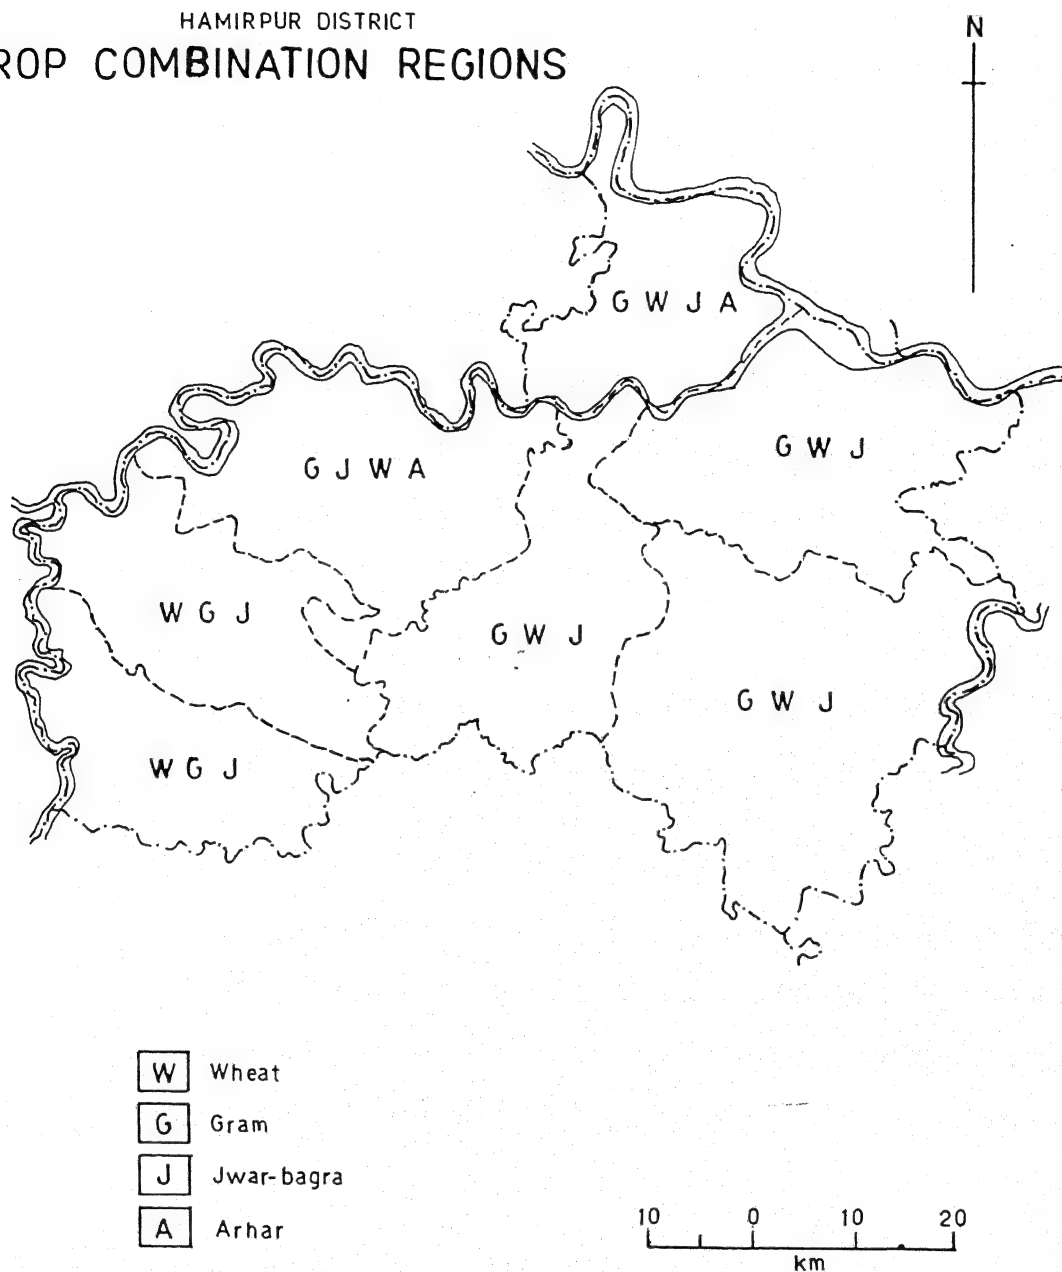 HAMIRPUR DISTRICT
ROP COMBINATION REGIONS
N
G W J A
G W J
G J W A
W G J
G W J
G W J
W G J
W Wheat
G Gram
J Jwar-bagra
A Arhar
10 0 10 20
km